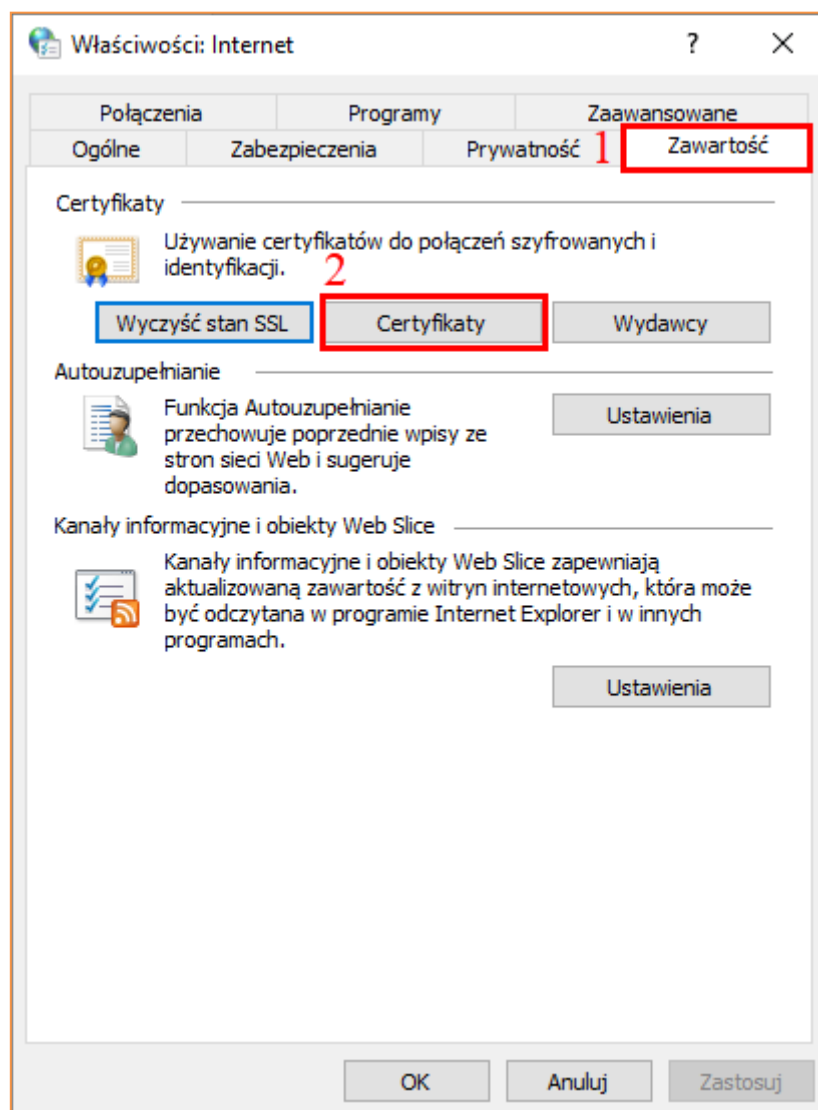 Właściwości: Internet ? ×
Połączenia Programy Zaawansowane
Ogólne Zabezpieczenia Prywatność 1 Zawartość
Certyfikaty
Używanie certyfikatów do połączeń szyfrowanych i
identyfikacji.
2
Wyczyść stan SSL Certyfikaty Wydawcy
Autouzupełnianie
Funkcja Autouzupełnianie
przechowuje poprzednie wpisy ze
stron sieci Web i sugeruje
dopasowania.
Ustawienia
Kanały informacyjne i obiekty Web Slice
Kanały informacyjne i obiekty Web Slice zapewniają
aktualizowaną zawartość z witryn internetowych, która może
być odczytana w programie Internet Explorer i w innych
programach.
Ustawienia
OK Anuluj Zastosuj